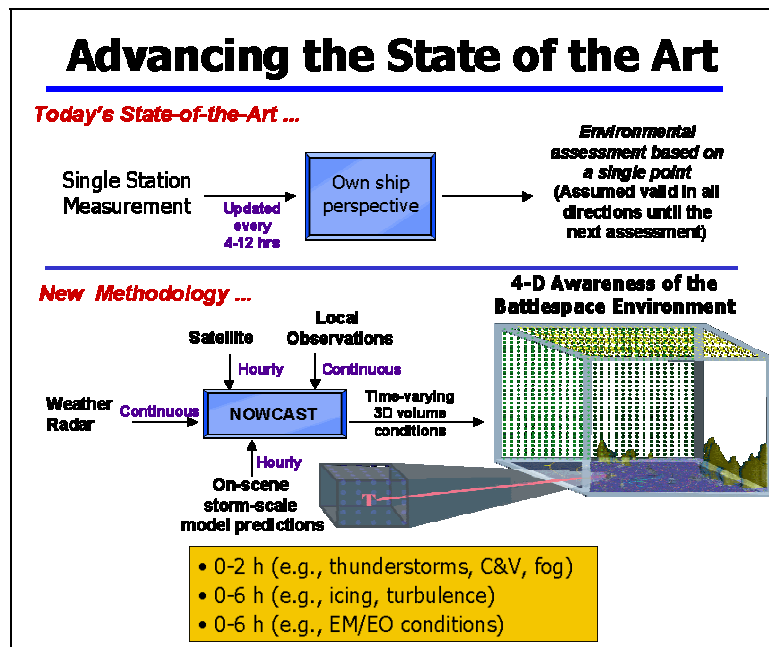 Advancing the State of the Art
Today's State-of-the-Art ...
Single Station
Measurement
Updated
every
4-12 hrs
Own ship
perspective
Environmental
assessment based on
a single point
(Assumed valid in all
directions until the
next assessment)
New Methodology ...
4-D Awareness of the
Battlespace Environment
Satellite
Local
Observations
Hourly
Continuous
Weather
Radar
Continuous
NOWCAST
Time-varying
3D volume
conditions
Hourly
On-scene
storm-scale
model predictions
T
• 0-2 h (e.g., thunderstorms, C&V, fog)
• 0-6 h (e.g., icing, turbulence)
• 0-6 h (e.g., EM/EO conditions)